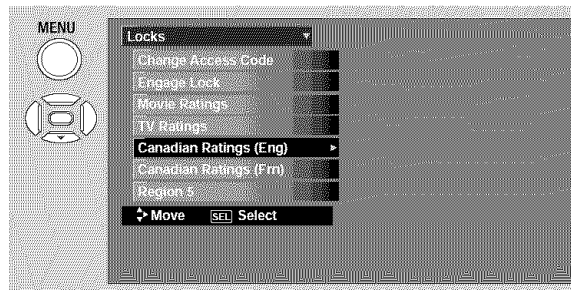 MENU
Locks
Change Access Code
Engage Lock
Movie Ratings
TV Ratings
Canadian Ratings (Eng)
Canadian Ratings (Frn)
Region 5
Move SEL Select